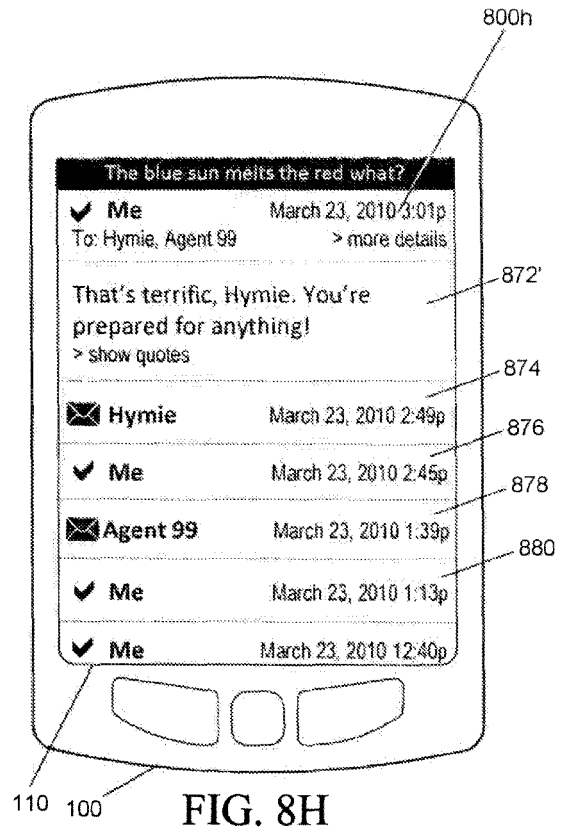 800h
The blue sun melts the red what?
Me March 23, 2010 3:01p
To: Hymie, Agent 99 > more details
That's terrific, Hymie. You're
prepared for anything!
> show quotes
872'
874
Hymie March 23, 2010 2:49p
876
Me March 23, 2010 2:45p
878
Agent 99 March 23, 2010 1:39p
880
Me March 23, 2010 1:13p
Me March 23, 2010 12:40p
110 100
FIG. 8H